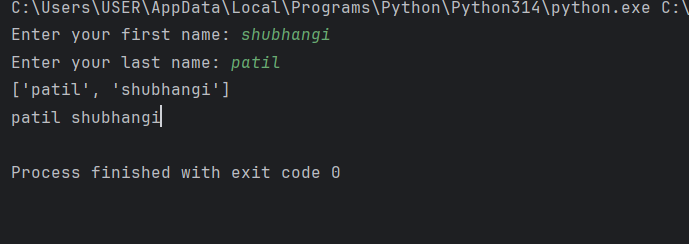 C:\Users\USER\AppData\Local\Programs\Python\Python314\python.exe C:\
Enter your first name: shubhangi
Enter your last name: patil
['patil', 'shubhangi']
patil shubhangi
Process finished with exit code 0